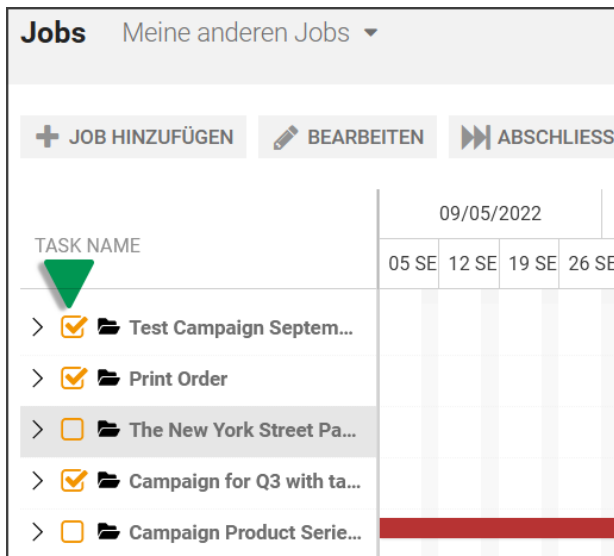 Jobs Meine anderen Jobs
JOB HINZUFÜGEN BEARBEITEN ABSCHLIESS
09/05/2022
TASK NAME
05 SE 12 SE 19 SE 26 SE
Test Campaign Septem...
Print Order
The New York Street Pa...
Campaign for Q3 with ta...
Campaign Product Serie...